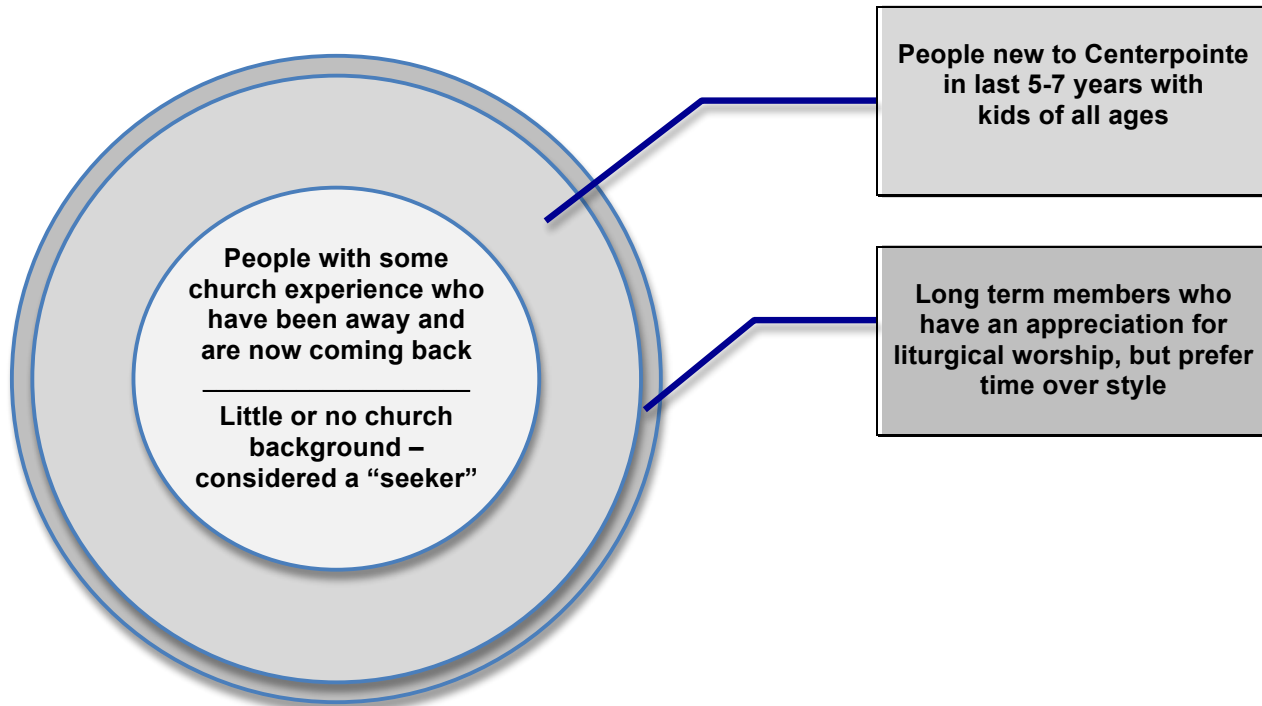 People new to Centerpointe
in last 5-7 years with
kids of all ages
People with some
church experience who
have been away and
are now coming back
Little or no church
background –
considered a “seeker”
Long term members who
have an appreciation for
liturgical worship, but prefer
time over style